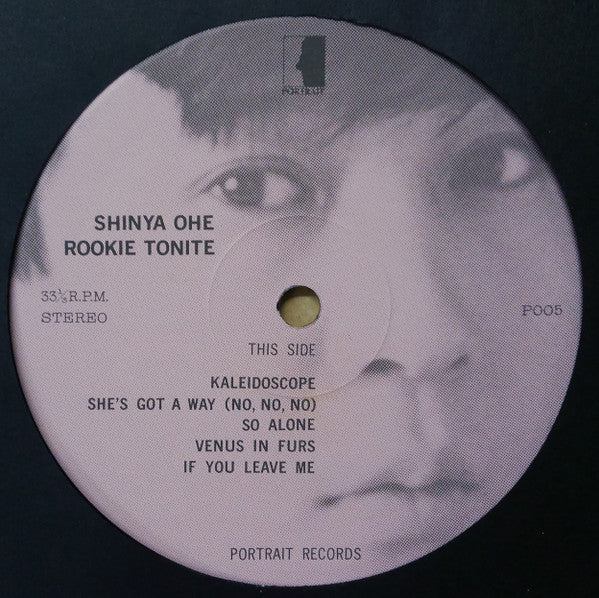 PORTRAIT
SHINYA OHE
ROOKIE TONITE
33⅓R.P.M.
STEREO
P005
THIS SIDE
KALEIDOSCOPE
SHE'S GOT A WAY (NO, NO, NO)
SO ALONE
VENUS IN FURS
IF YOU LEAVE ME
PORTRAIT RECORDS